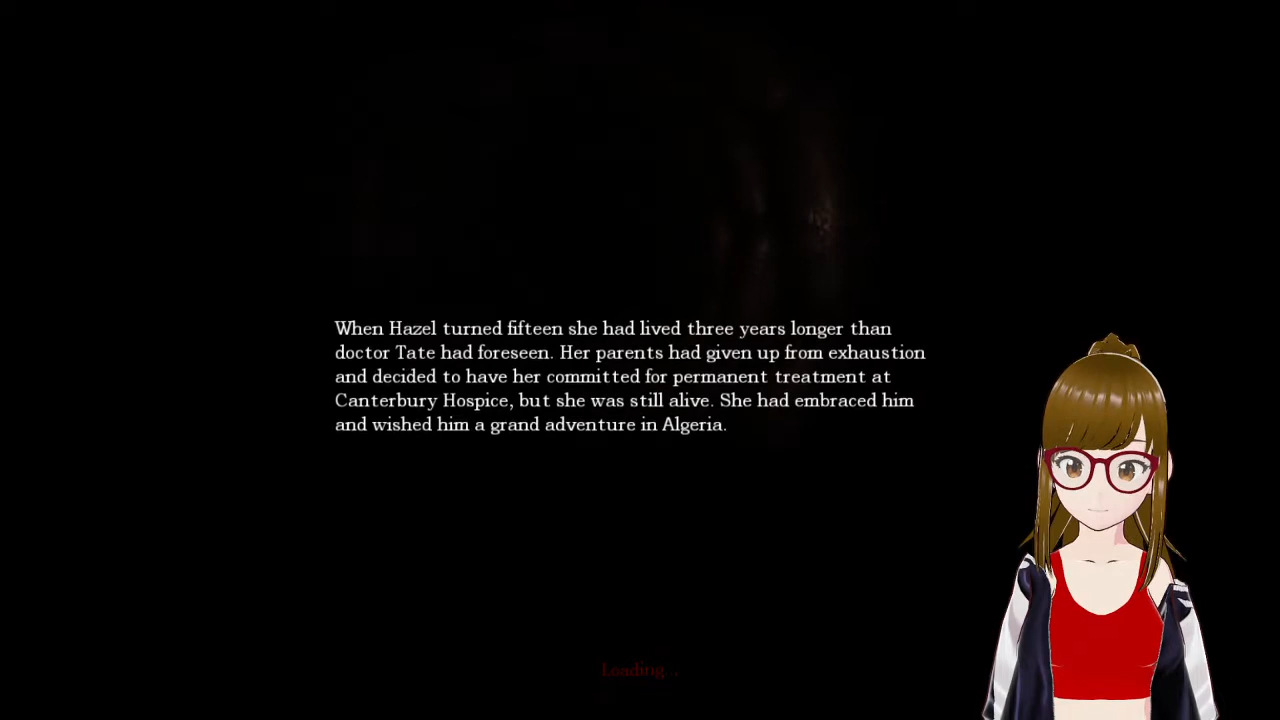 When Hazel turned fifteen she had lived three years longer than
doctor Tate had foreseen. Her parents had given up from exhaustion
and decided to have her committed for permanent treatment at
Canterbury Hospice, but she was still alive. She had embraced him
and wished him a grand adventure in Algeria.
Loading...